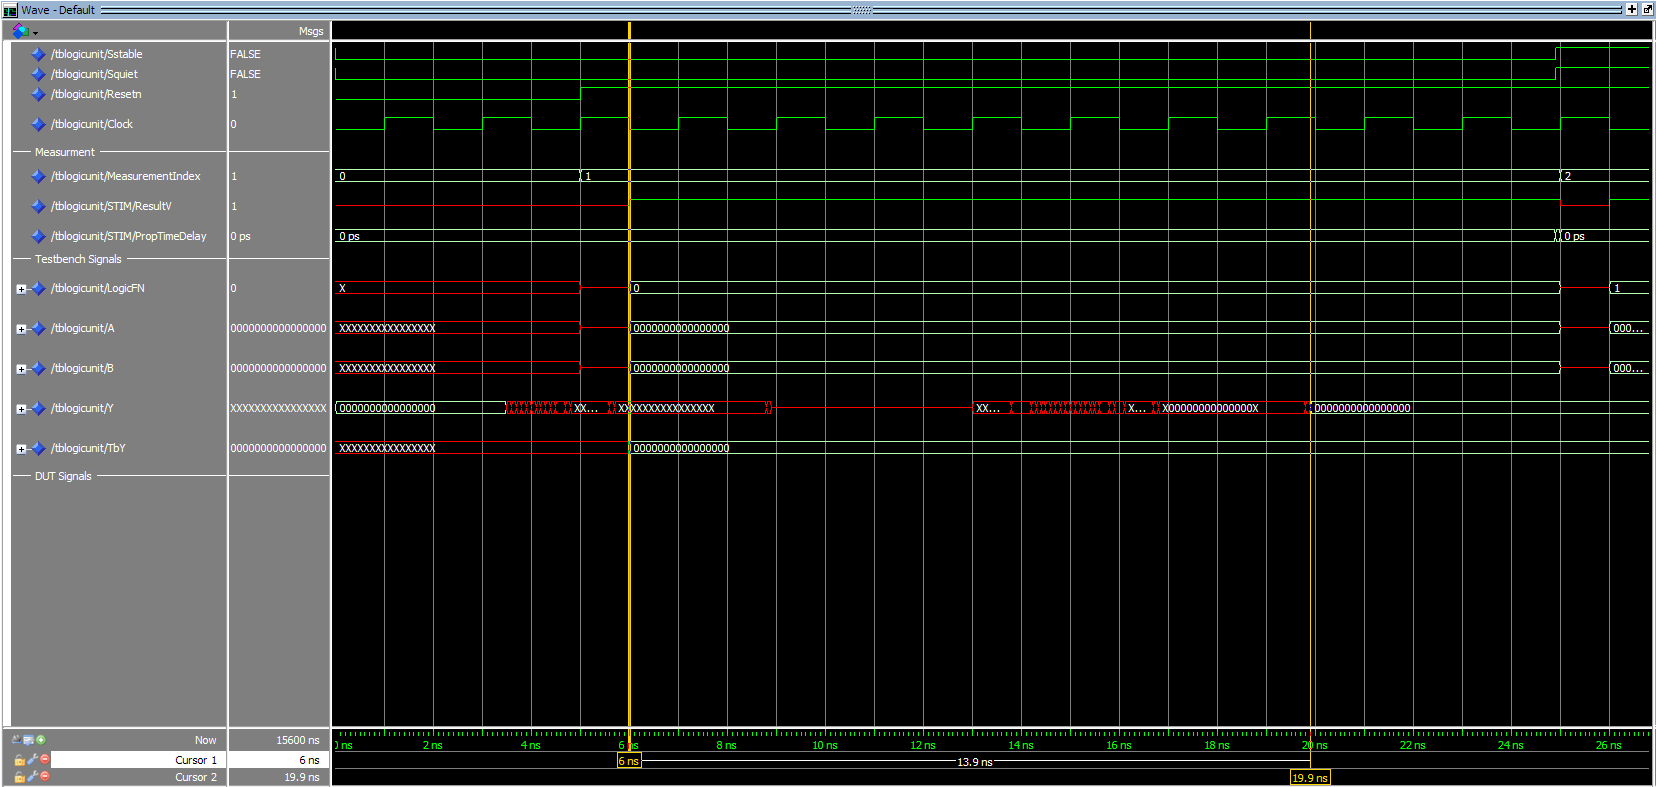 Wave - Default
Msgs
/tblogicunit/Sstable FALSE
/tblogicunit/Squiet FALSE
/tblogicunit/Resetn 1
/tblogicunit/Clock 0
Measurment
/tblogicunit/MeasurementIndex 1 0 1 2
/tblogicunit/STIM/ResultV 1
/tblogicunit/STIM/PropTimeDelay 0 ps 0 ps 0 ps
Testbench Signals
/tblogicunit/LogicFN 0 X 0 1
/tblogicunit/A 0000000000000000 XXXXXXXXXXXXXXXX 0000000000000000 000...
/tblogicunit/B 0000000000000000 XXXXXXXXXXXXXXXX 0000000000000000 000...
/tblogicunit/Y XXXXXXXXXXXXXXXX 0000000000000000 XX... XXXXXXXXXXXXXXXX XX... X... X00000000000000X 0000000000000000
/tblogicunit/TbY 0000000000000000 XXXXXXXXXXXXXXXX 0000000000000000
DUT Signals
Now 15600 ns ns 2 ns 4 ns 6 ns 8 ns 10 ns 12 ns 14 ns 16 ns 18 ns 20 ns 22 ns 24 ns 26 ns
Cursor 1 6 ns 6 ns 13.9 ns
Cursor 2 19.9 ns 19.9 ns